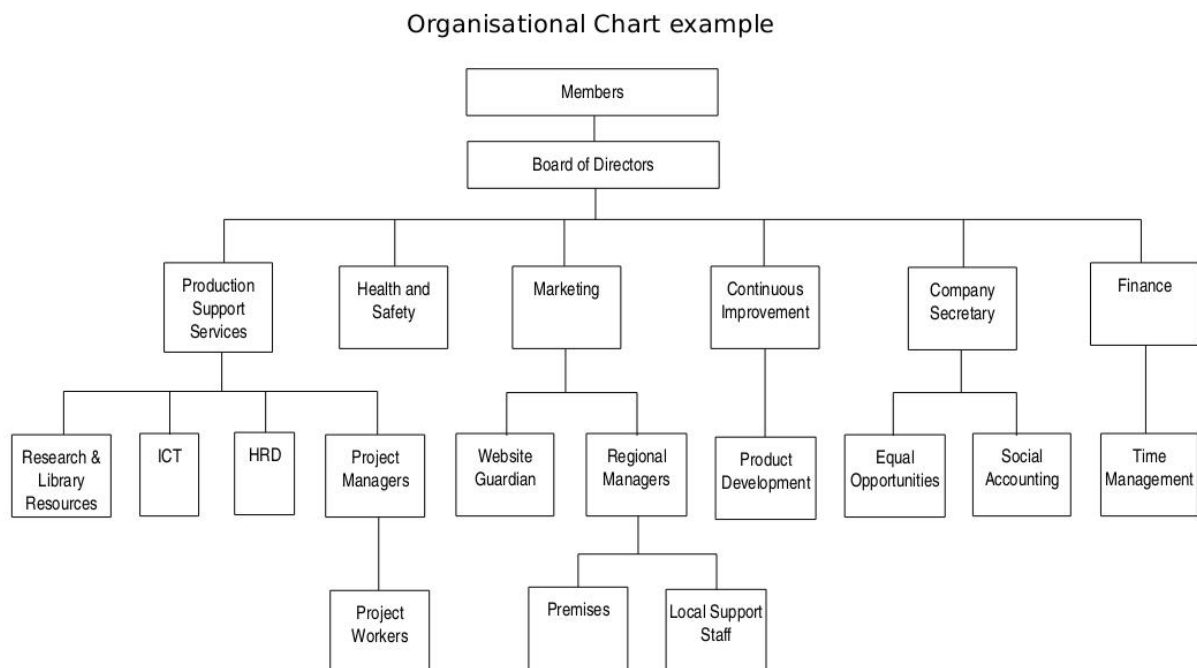 Organisational Chart example
Members
Board of Directors
Production
Support
Services
Health and
Safety
Marketing
Continuous
Improvement
Company
Secretary
Finance
Research &
Library
Resources
ICT
HRD
Project
Managers
Website
Guardian
Regional
Managers
Product
Development
Equal
Opportunities
Social
Accounting
Time
Management
Project
Workers
Premises
Local Support
Staff